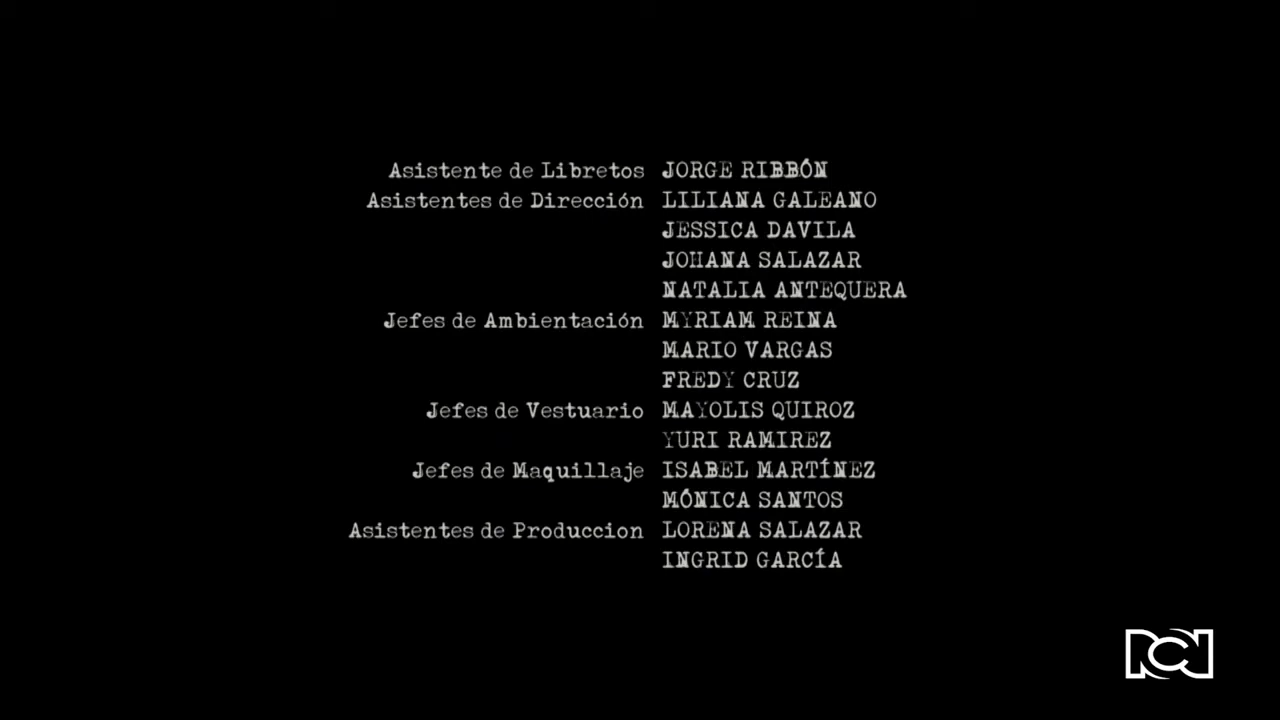 Asistente de Libretos JORGE RIBBÓN
Asistentes de Dirección LILIANA GALEANO
JESSICA DAVILA
JOHANA SALAZAR
NATALIA ANTEQUERA
Jefes de Ambientación MYRIAM REINA
MARIO VARGAS
FREDY CRUZ
Jefes de Vestuario MAYOLIS QUIROZ
YURI RAMIREZ
Jefes de Maquillaje ISABEL MARTÍNEZ
MÓNICA SANTOS
Asistentes de Produccion LORENA SALAZAR
INGRID GARCÍA
RCN